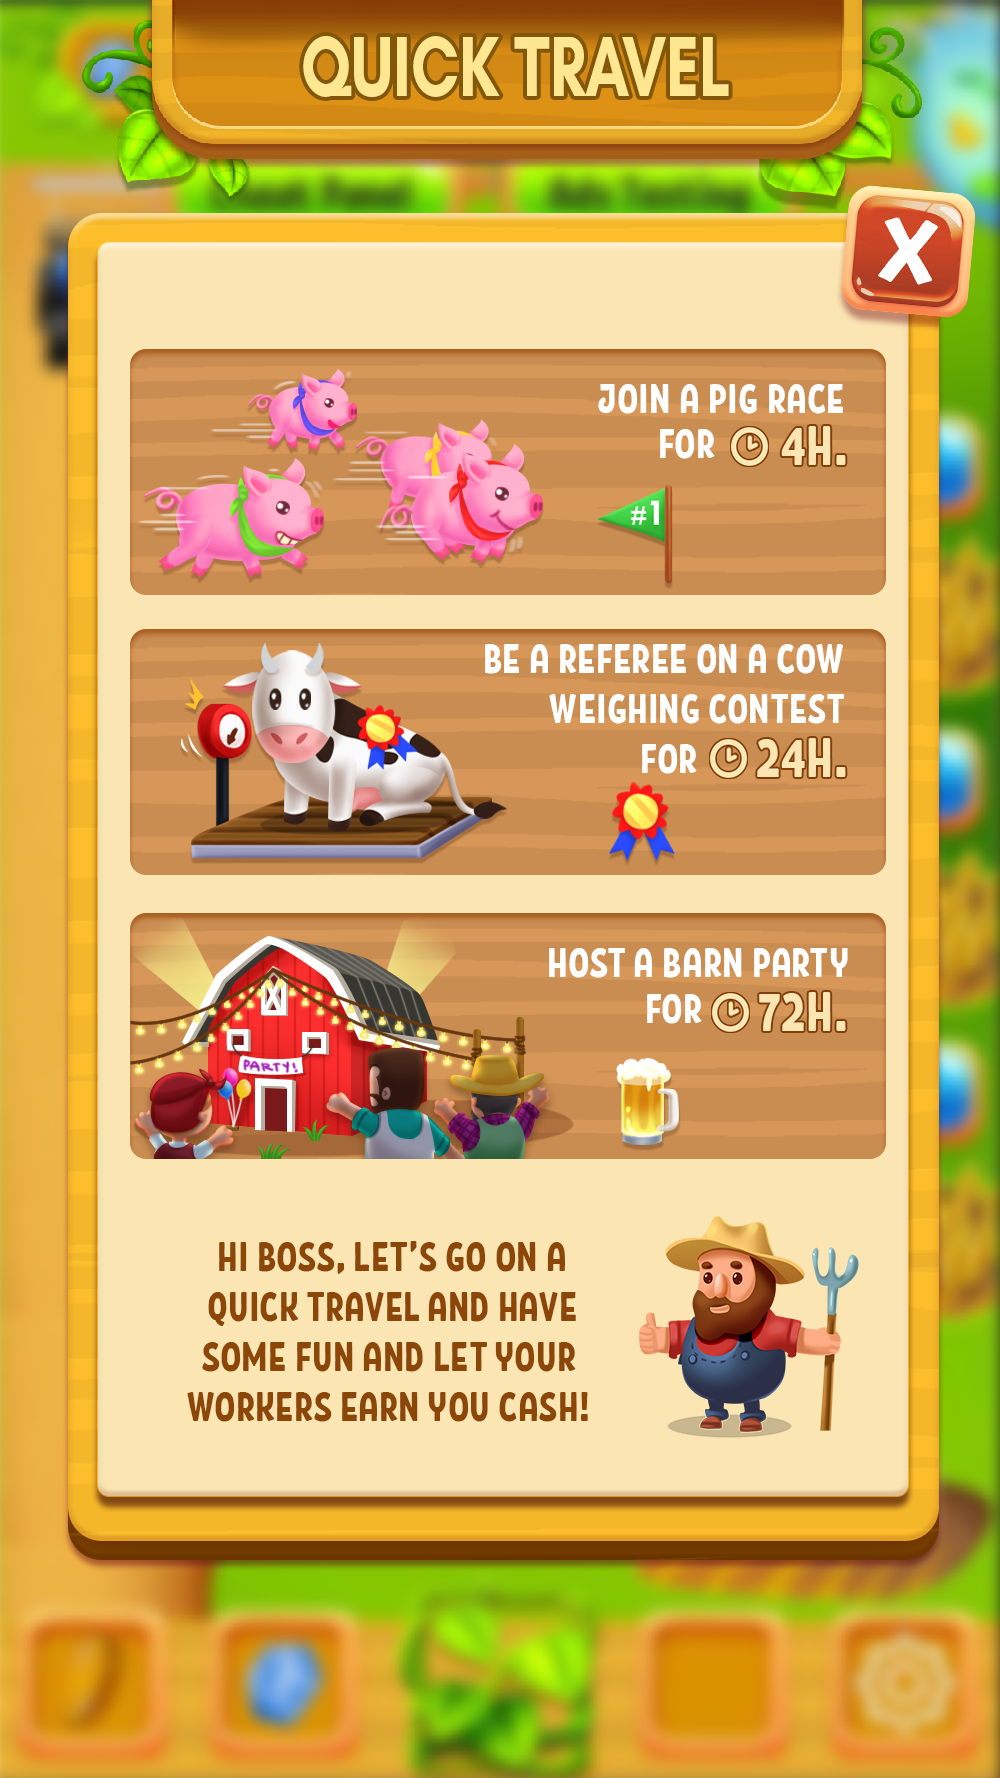 QUICK TRAVEL
X
JOIN A PIG RACE
FOR 4H.
#1
BE A REFEREE ON A COW
WEIGHING CONTEST
FOR 24H.
HOST A BARN PARTY
FOR 72H.
PARTY!
HI BOSS, LET'S GO ON A
QUICK TRAVEL AND HAVE
SOME FUN AND LET YOUR
WORKERS EARN YOU CASH!